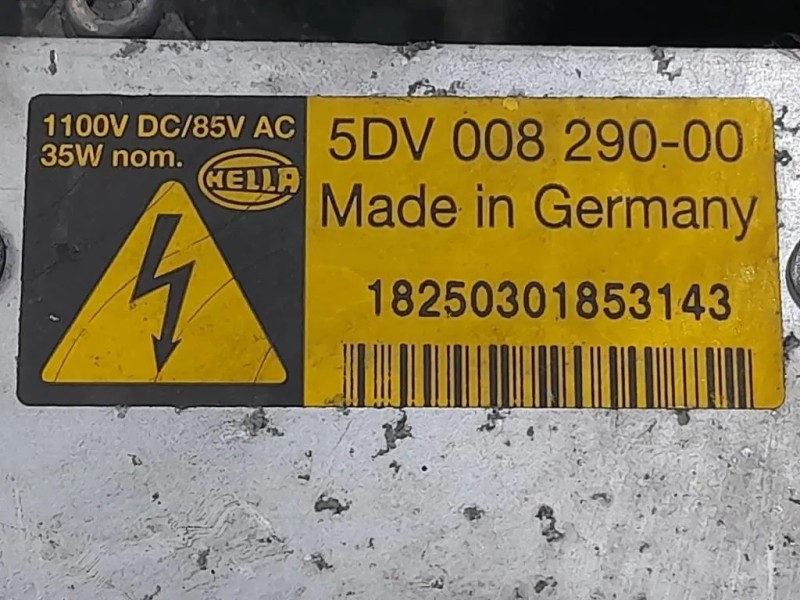 1100V DC/85V AC
35W nom.
HELLA
5DV 008 290-00
Made in Germany
18250301853143